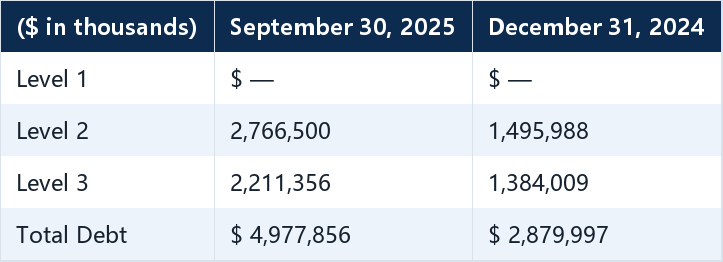 ($ in thousands) September 30, 2025 December 31, 2024
Level 1 $ — $ —
Level 2 2,766,500 1,495,988
Level 3 2,211,356 1,384,009
Total Debt $ 4,977,856 $ 2,879,997